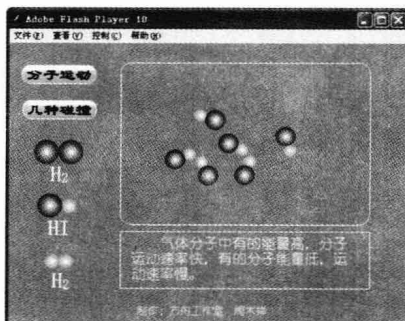 Adobe Flash Player 10
文件(F) 查看(V) 控制(C) 帮助(H)
分子运动
几种碰撞
H2
HI
H2
气体分子中有的能量高，分子
运动速率快，有的分子能量低，运
动速率慢。
制作：方向工作室